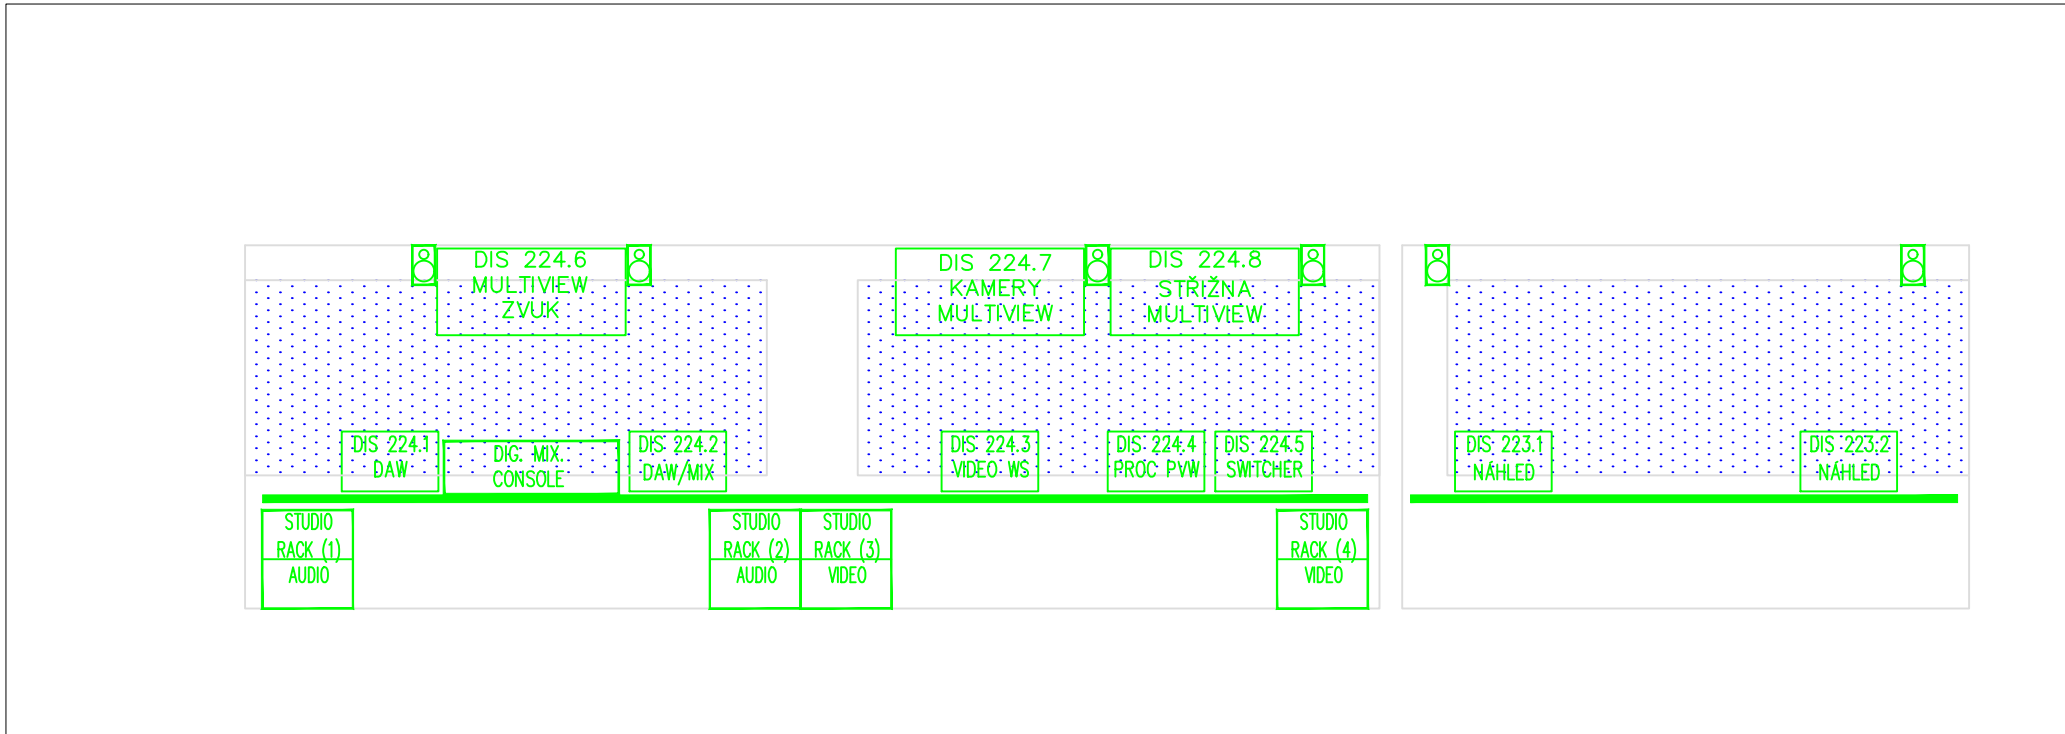 DIS 224.6
MULTIVIEW
ZVUK
DIS 224.7
KAMERY
MULTIVIEW
DIS 224.8
STŘIŽNA
MULTIVIEW
DIS 224.1
DAW
DIG. MIX.
CONSOLE
DIS 224.2
DAW/MIX
DIS 224.3
VIDEO WS
DIS 224.4
PROC PVW
DIS 224.5
SWITCHER
DIS 223.1
NÁHLED
DIS 223.2
NÁHLED
STUDIO
RACK (1)
AUDIO
STUDIO
RACK (2)
AUDIO
STUDIO
RACK (3)
VIDEO
STUDIO
RACK (4)
VIDEO